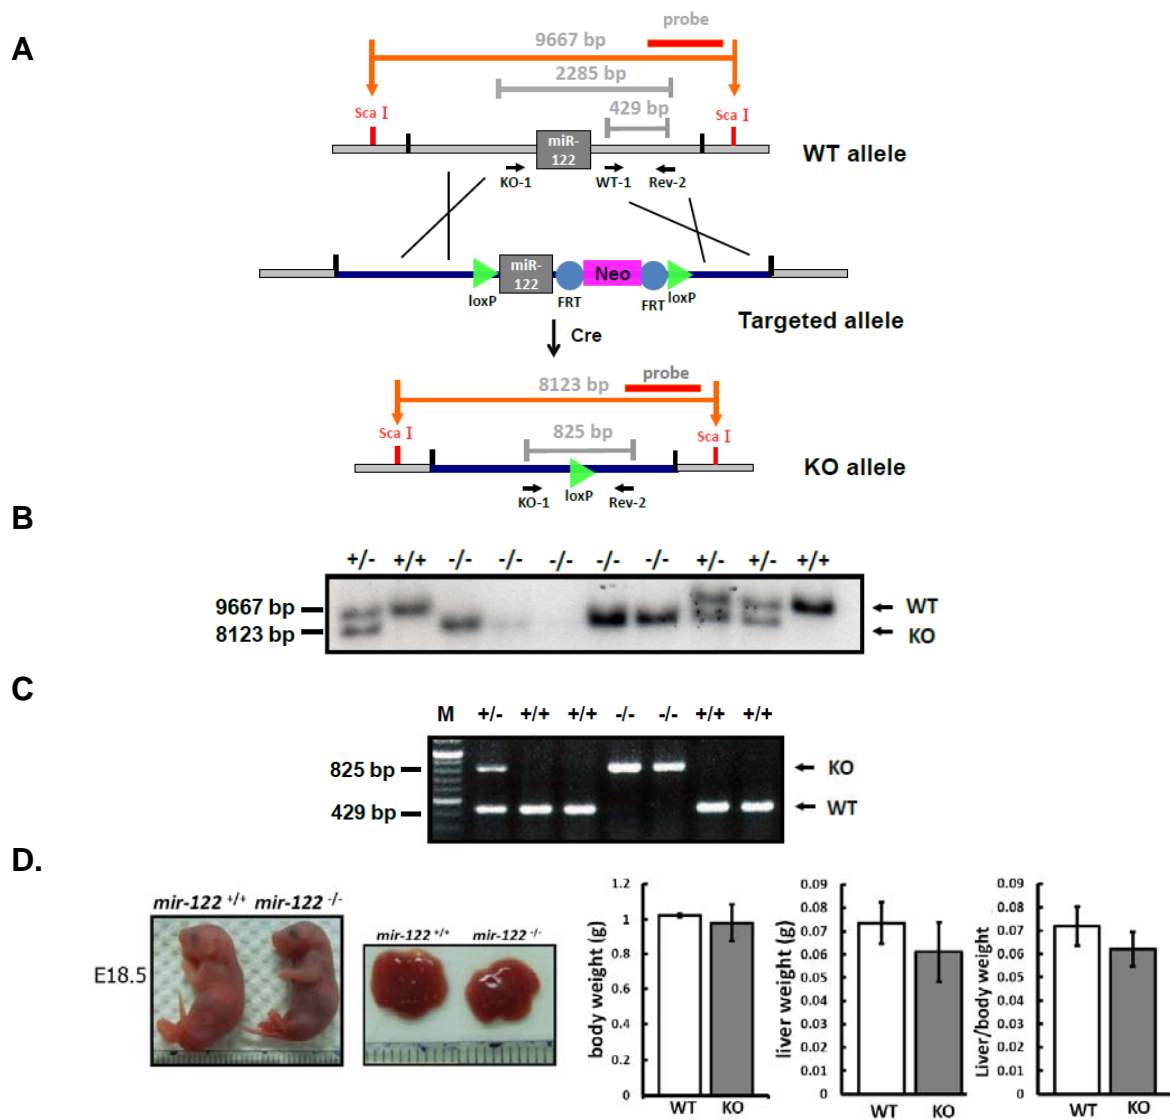 A
probe
9667 bp
2285 bp
429 bp
Sca I
Sca I
miR-
122
WT allele
KO-1
WT-1
Rev-2
miR-
122
Neo
loxP
FRT
FRT
loxP
Targeted allele
Cre
probe
8123 bp
Sca I
Sca I
825 bp
KO allele
KO-1
loxP
Rev-2
B
+/- +/+ -/- -/- -/- -/- -/- +/- +/- +/+
9667 bp
WT
8123 bp
KO
C
M +/- +/+ +/+ -/- -/- +/+ +/+
825 bp
KO
429 bp
WT
D.
mir-122 +/+ mir-122 -/-
E18.5
mir-122 +/+ mir-122 -/-
body weight (g)
1.2
1
0.8
0.6
0.4
0.2
0
WT KO
liver weight (g)
0.09
0.08
0.07
0.06
0.05
0.04
0.03
0.02
0.01
0
WT KO
Liver/body weight
0.09
0.08
0.07
0.06
0.05
0.04
0.03
0.02
0.01
0
WT KO